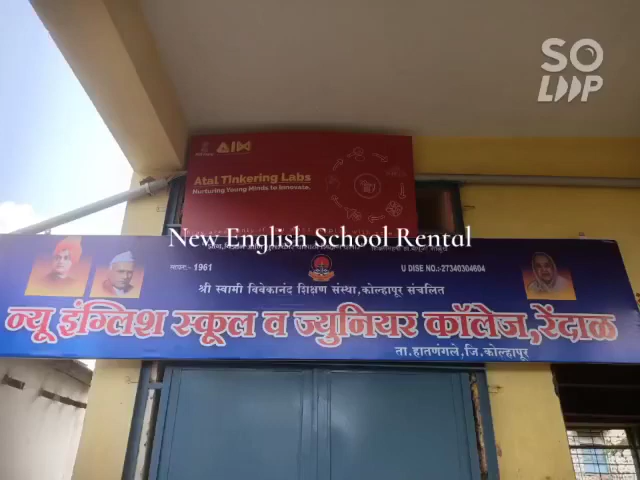 SO
LOOP
AIM
Atal Tinkering Labs
Nurturing Young Minds to Innovate.
New English School Rental
स्थापना:- 1961
U DISE NO.:-27340304604
श्री स्वामी विवेकानंद शिक्षण संस्था,कोल्हापूर संचलित
न्यू इंग्लिश स्कूल व ज्युनियर कॉलेज,रेंदाळ
ता.हातणंगले,जि.कोल्हापूर